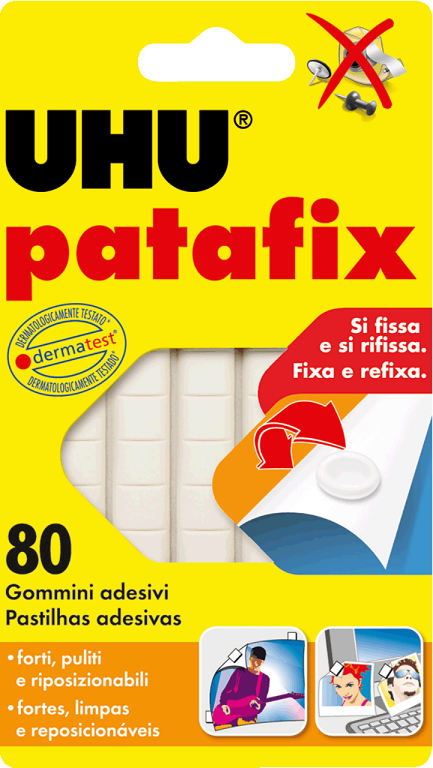 UHU®
patafix
DERMATOLOGICAMENTE TESTATO*
dermatest®
DERMATOLOGICAMENTE TESTADO*
Si fissa
e si rifissa.
Fixa e refixa.
80
Gommini adesivi
Pastilhas adesivas
• forti, puliti
e riposizionabili
• fortes, limpas
e reposicionáveis